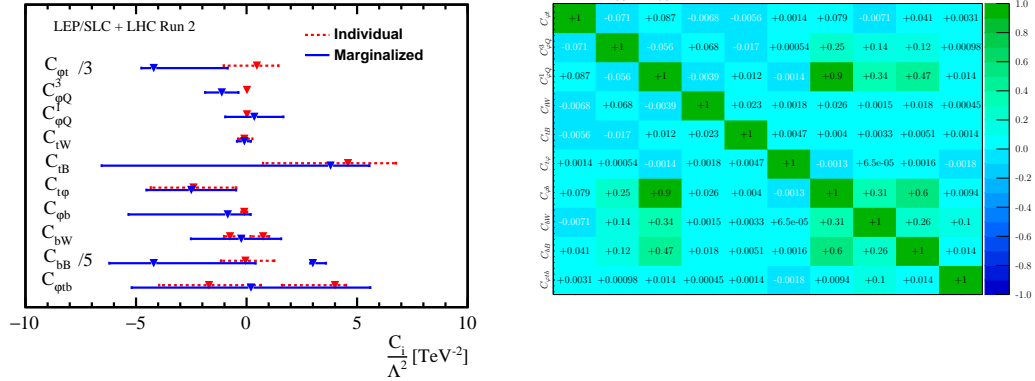 LEP/SLC + LHC Run 2
Individual
Marginalized
C_φt /3
C^3_φQ
C^1_φQ
C_tW
C_tB
C_tφ
C_φb
C_bW
C_bB /5
C_φtb
−10 −5 0 5 10
C_i/Λ^2 [TeV^-2]
C_φt +1 -0.071 +0.087 -0.0068 -0.0056 +0.0014 +0.079 -0.0071 +0.041 +0.0031
C^3_φQ -0.071 +1 -0.056 +0.068 -0.017 +0.00054 +0.25 +0.14 +0.12 +0.00098
C^1_φQ +0.087 -0.056 +1 -0.0039 +0.012 -0.0014 +0.9 +0.34 +0.47 +0.014
C_tW -0.0068 +0.068 -0.0039 +1 +0.023 +0.0018 +0.026 +0.0015 +0.018 +0.00045
C_tB -0.0056 -0.017 +0.012 +0.023 +1 +0.0047 +0.004 +0.0033 +0.0051 +0.0014
C_tφ +0.0014 +0.00054 -0.0014 +0.0018 +0.0047 +1 -0.0013 +6.5e-05 +0.0016 -0.0018
C_φb +0.079 +0.25 +0.9 +0.026 +0.004 -0.0013 +1 +0.31 +0.6 +0.0094
C_bW -0.0071 +0.14 +0.34 +0.0015 +0.0033 +6.5e-05 +0.31 +1 +0.26 +0.1
C_bB +0.041 +0.12 +0.47 +0.018 +0.0051 +0.0016 +0.6 +0.26 +1 +0.014
C_φtb +0.0031 +0.00098 +0.014 +0.00045 +0.0014 -0.0018 +0.0094 +0.1 +0.014 +1
1.0
0.8
0.6
0.4
0.2
0.0
-0.2
-0.4
-0.6
-0.8
-1.0